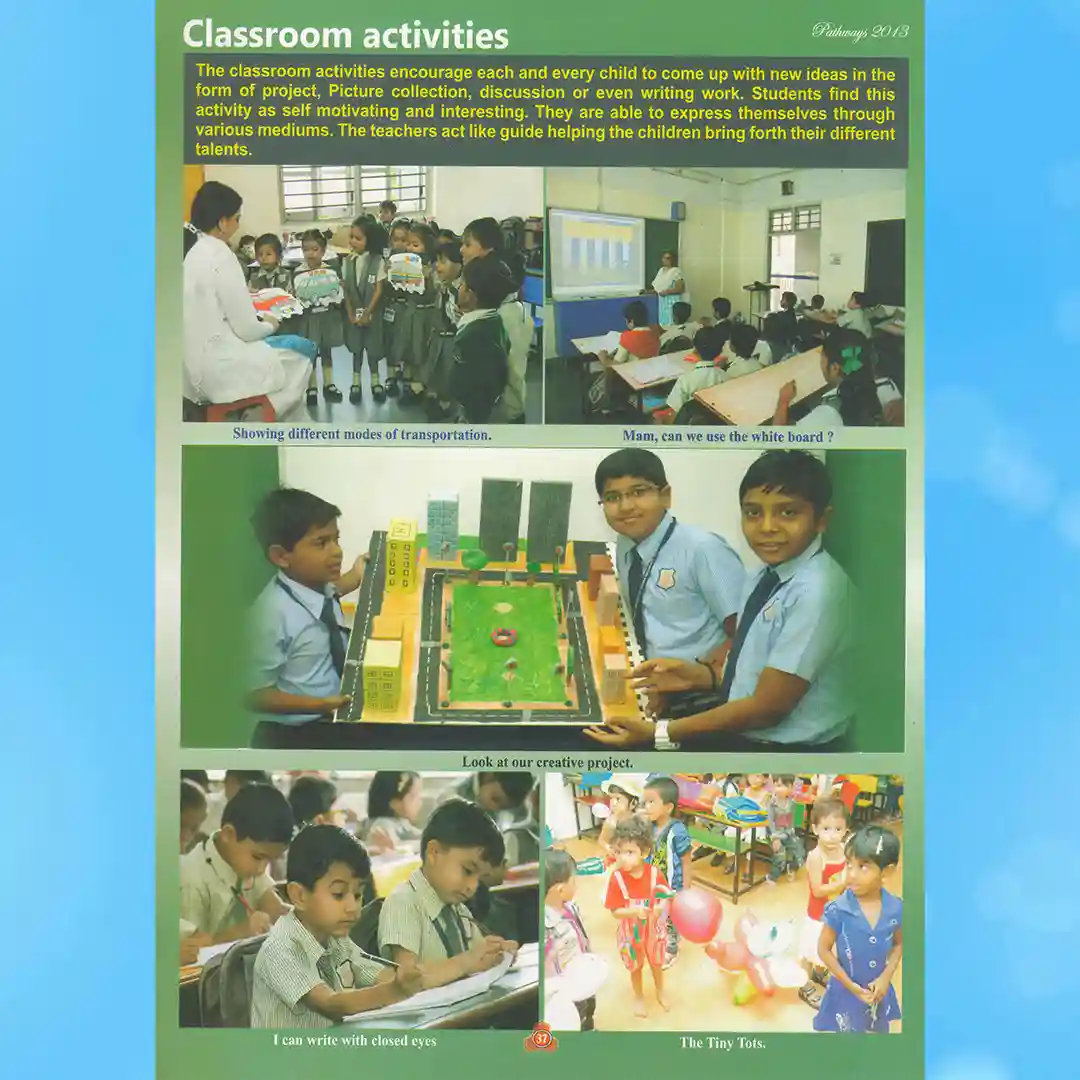 Classroom activities
Pathways 2013
The classroom activities encourage each and every child to come up with new ideas in the
form of project, Picture collection, discussion or even writing work. Students find this
activity as self motivating and interesting. They are able to express themselves through
various mediums. The teachers act like guide helping the children bring forth their different
talents.
Showing different modes of transportation.
Mam, can we use the white board ?
Look at our creative project.
I can write with closed eyes
37
The Tiny Tots.